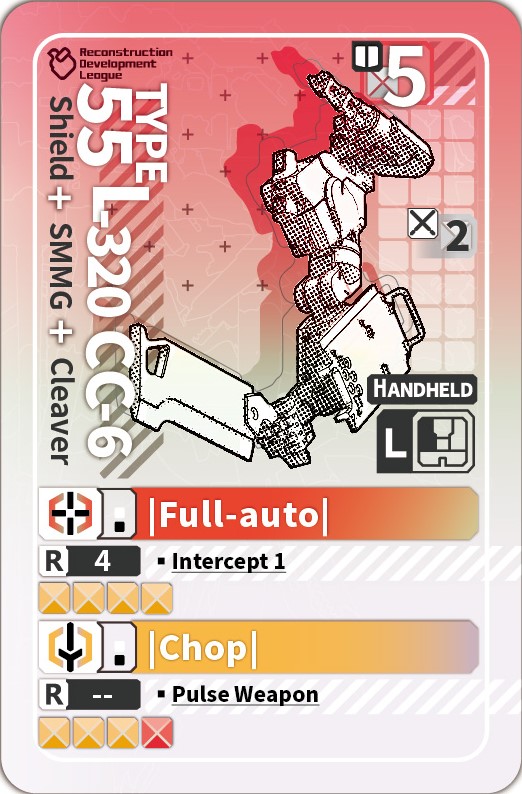 Reconstruction
Development
League
TYPE
55 L-320 CC-6
Shield + SMMG + Cleaver
5
2
HANDHELD
L
|Full-auto|
R 4
▪ Intercept 1
|Chop|
R --
▪ Pulse Weapon